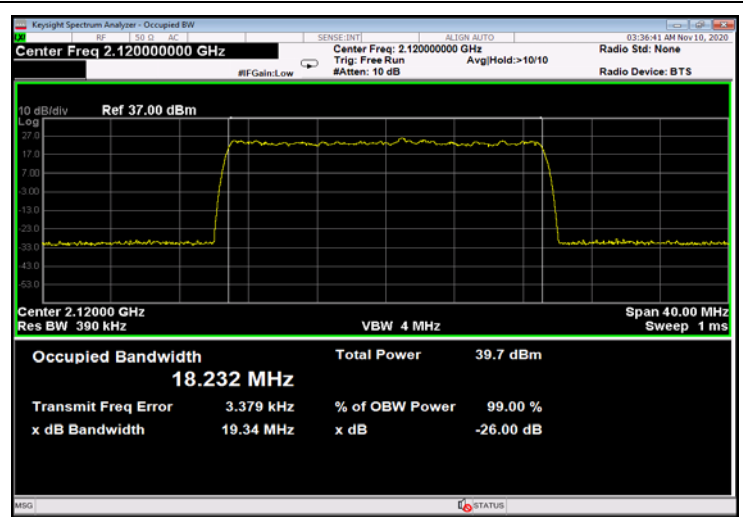 Keysight Spectrum Analyzer - Occupied BW
RF 50 Ω AC SENSE:INT ALIGN AUTO 03:36:41 AM Nov 10, 2020
Center Freq 2.120000000 GHz Center Freq: 2.120000000 GHz Radio Std: None
Trig: Free Run Avg|Hold:>10/10
#IFGain:Low #Atten: 10 dB Radio Device: BTS
10 dB/div Ref 37.00 dBm
Log
27.0
17.0
7.00
-3.00
-13.0
-23.0
-33.0
-43.0
-53.0
Center 2.12000 GHz Span 40.00 MHz
Res BW 390 kHz VBW 4 MHz Sweep 1 ms
Occupied Bandwidth Total Power 39.7 dBm
18.232 MHz
Transmit Freq Error 3.379 kHz % of OBW Power 99.00 %
x dB Bandwidth 19.34 MHz x dB -26.00 dB
MSG STATUS